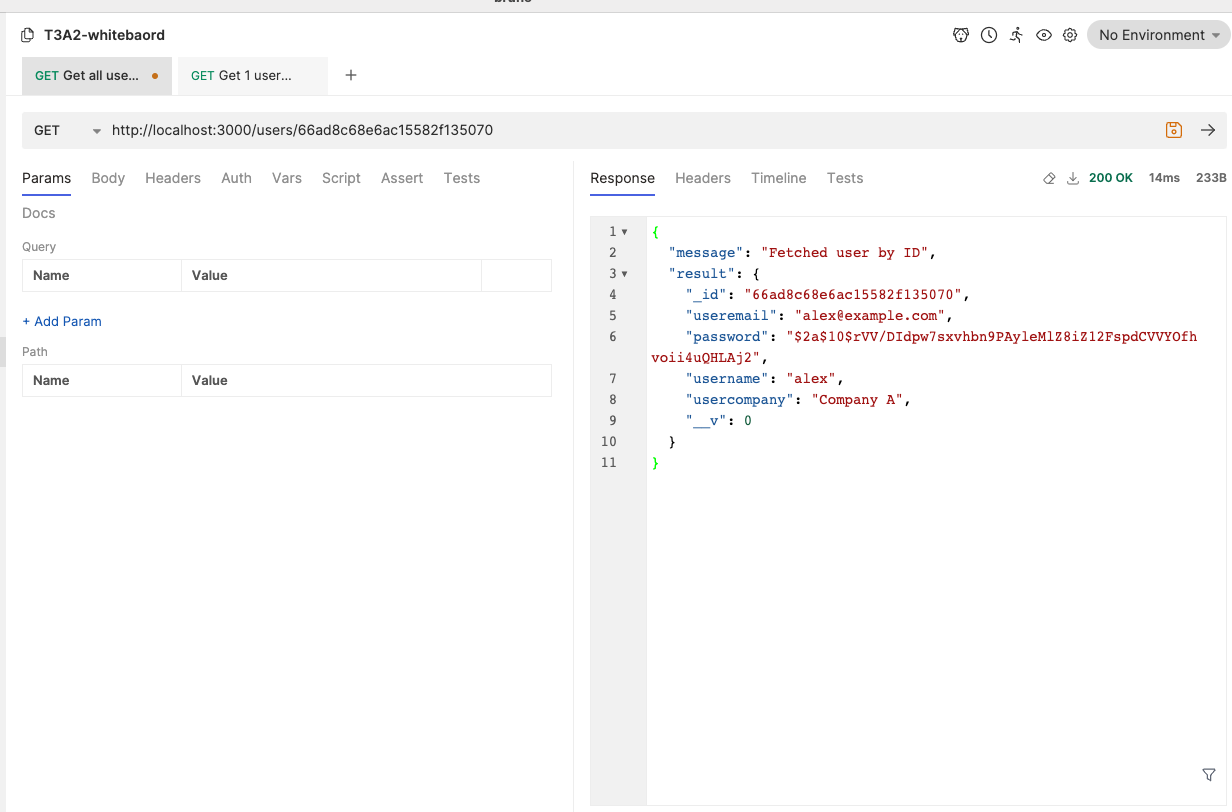 bruno
T3A2-whitebaord
No Environment
GET Get all use...
GET Get 1 user...
+
GET
http://localhost:3000/users/66ad8c68e6ac15582f135070
Params Body Headers Auth Vars Script Assert Tests
Docs
Query
Name Value
+ Add Param
Path
Name Value
Response Headers Timeline Tests
200 OK 14ms 233B
1 {
2 "message": "Fetched user by ID",
3 "result": {
4 "_id": "66ad8c68e6ac15582f135070",
5 "useremail": "alex@example.com",
6 "password": "$2a$10$rVV/DIdpw7sxvhbn9PAyleMlZ8iZ12FspdCVVYOfh
voii4uQHLAj2",
7 "username": "alex",
8 "usercompany": "Company A",
9 "__v": 0
10 }
11 }